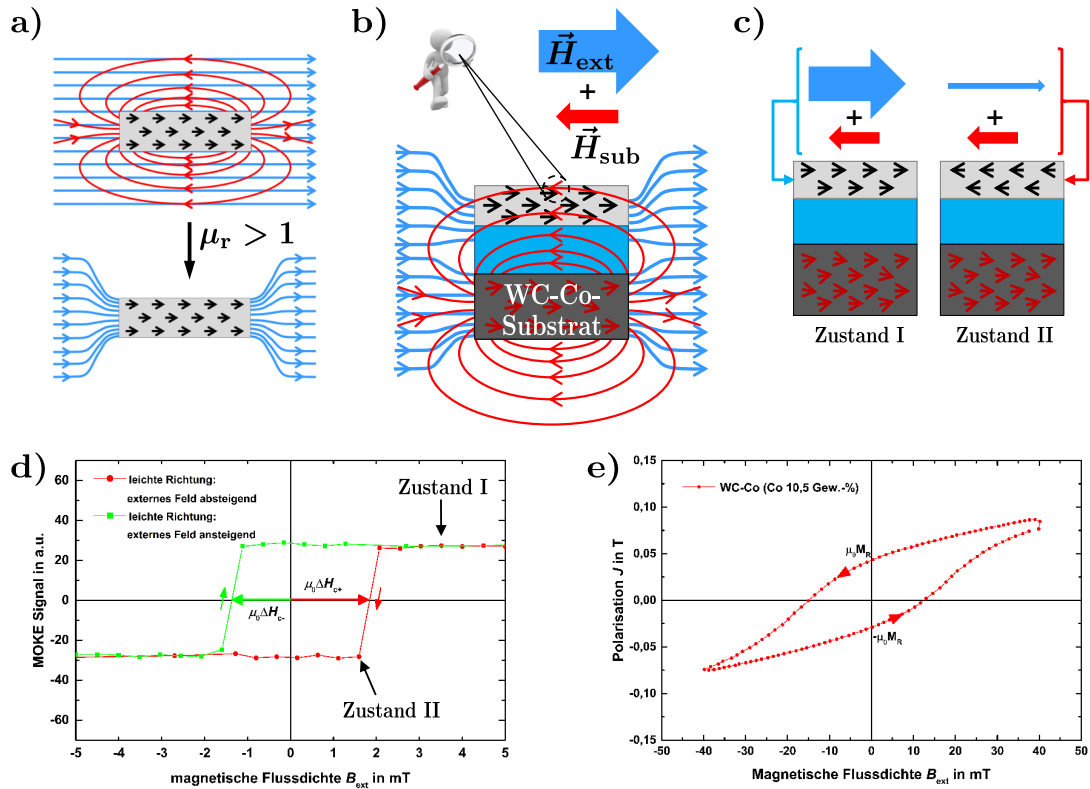 a)
μr > 1
b)
H⃗ext
+
H⃗sub
WC-Co-
Substrat
c)
+
+
Zustand I
Zustand II
d)
leichte Richtung:
externes Feld absteigend
leichte Richtung:
externes Feld ansteigend
Zustand I
μ0ΔHc+
μ0ΔHc-
Zustand II
MOKE Signal in a.u.
60
40
20
0
-20
-40
-60
-5 -4 -3 -2 -1 0 1 2 3 4 5
magnetische Flussdichte Bext in mT
e)
WC-Co (Co 10,5 Gew.-%)
μ0MR
-μ0MR
Polarisation J in T
0,15
0,10
0,05
0,00
-0,05
-0,10
-0,15
-50 -40 -30 -20 -10 0 10 20 30 40 50
Magnetische Flussdichte Bext in mT